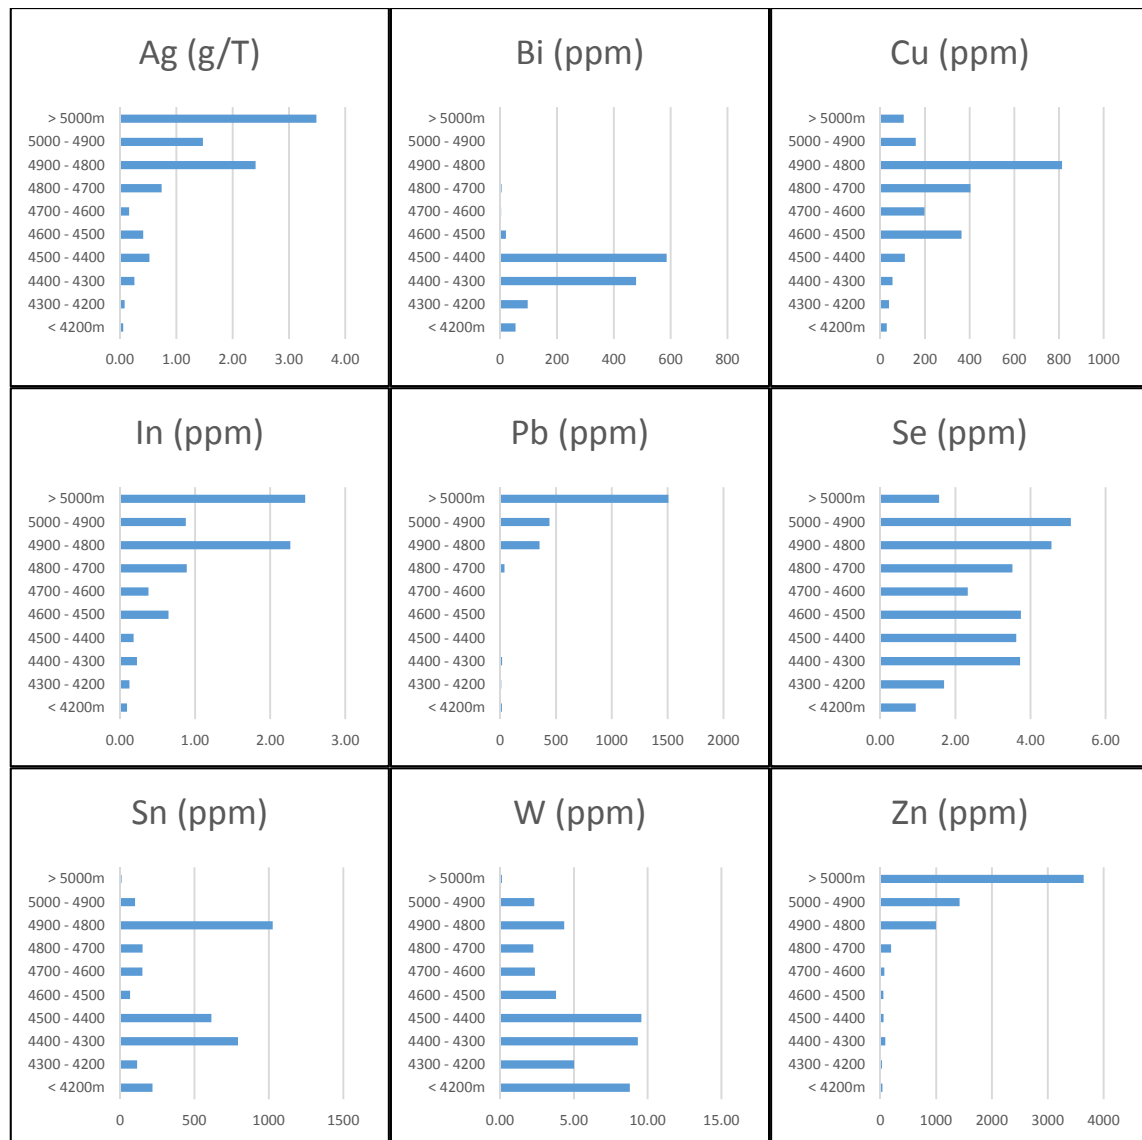 Ag (g/T)
> 5000m
5000 - 4900
4900 - 4800
4800 - 4700
4700 - 4600
4600 - 4500
4500 - 4400
4400 - 4300
4300 - 4200
< 4200m
0.00 1.00 2.00 3.00 4.00
Bi (ppm)
> 5000m
5000 - 4900
4900 - 4800
4800 - 4700
4700 - 4600
4600 - 4500
4500 - 4400
4400 - 4300
4300 - 4200
< 4200m
0 200 400 600 800
Cu (ppm)
> 5000m
5000 - 4900
4900 - 4800
4800 - 4700
4700 - 4600
4600 - 4500
4500 - 4400
4400 - 4300
4300 - 4200
< 4200m
0 200 400 600 800 1000
In (ppm)
> 5000m
5000 - 4900
4900 - 4800
4800 - 4700
4700 - 4600
4600 - 4500
4500 - 4400
4400 - 4300
4300 - 4200
< 4200m
0.00 1.00 2.00 3.00
Pb (ppm)
> 5000m
5000 - 4900
4900 - 4800
4800 - 4700
4700 - 4600
4600 - 4500
4500 - 4400
4400 - 4300
4300 - 4200
< 4200m
0 500 1000 1500 2000
Se (ppm)
> 5000m
5000 - 4900
4900 - 4800
4800 - 4700
4700 - 4600
4600 - 4500
4500 - 4400
4400 - 4300
4300 - 4200
< 4200m
0.00 2.00 4.00 6.00
Sn (ppm)
> 5000m
5000 - 4900
4900 - 4800
4800 - 4700
4700 - 4600
4600 - 4500
4500 - 4400
4400 - 4300
4300 - 4200
< 4200m
0 500 1000 1500
W (ppm)
> 5000m
5000 - 4900
4900 - 4800
4800 - 4700
4700 - 4600
4600 - 4500
4500 - 4400
4400 - 4300
4300 - 4200
< 4200m
0.00 5.00 10.00 15.00
Zn (ppm)
> 5000m
5000 - 4900
4900 - 4800
4800 - 4700
4700 - 4600
4600 - 4500
4500 - 4400
4400 - 4300
4300 - 4200
< 4200m
0 1000 2000 3000 4000